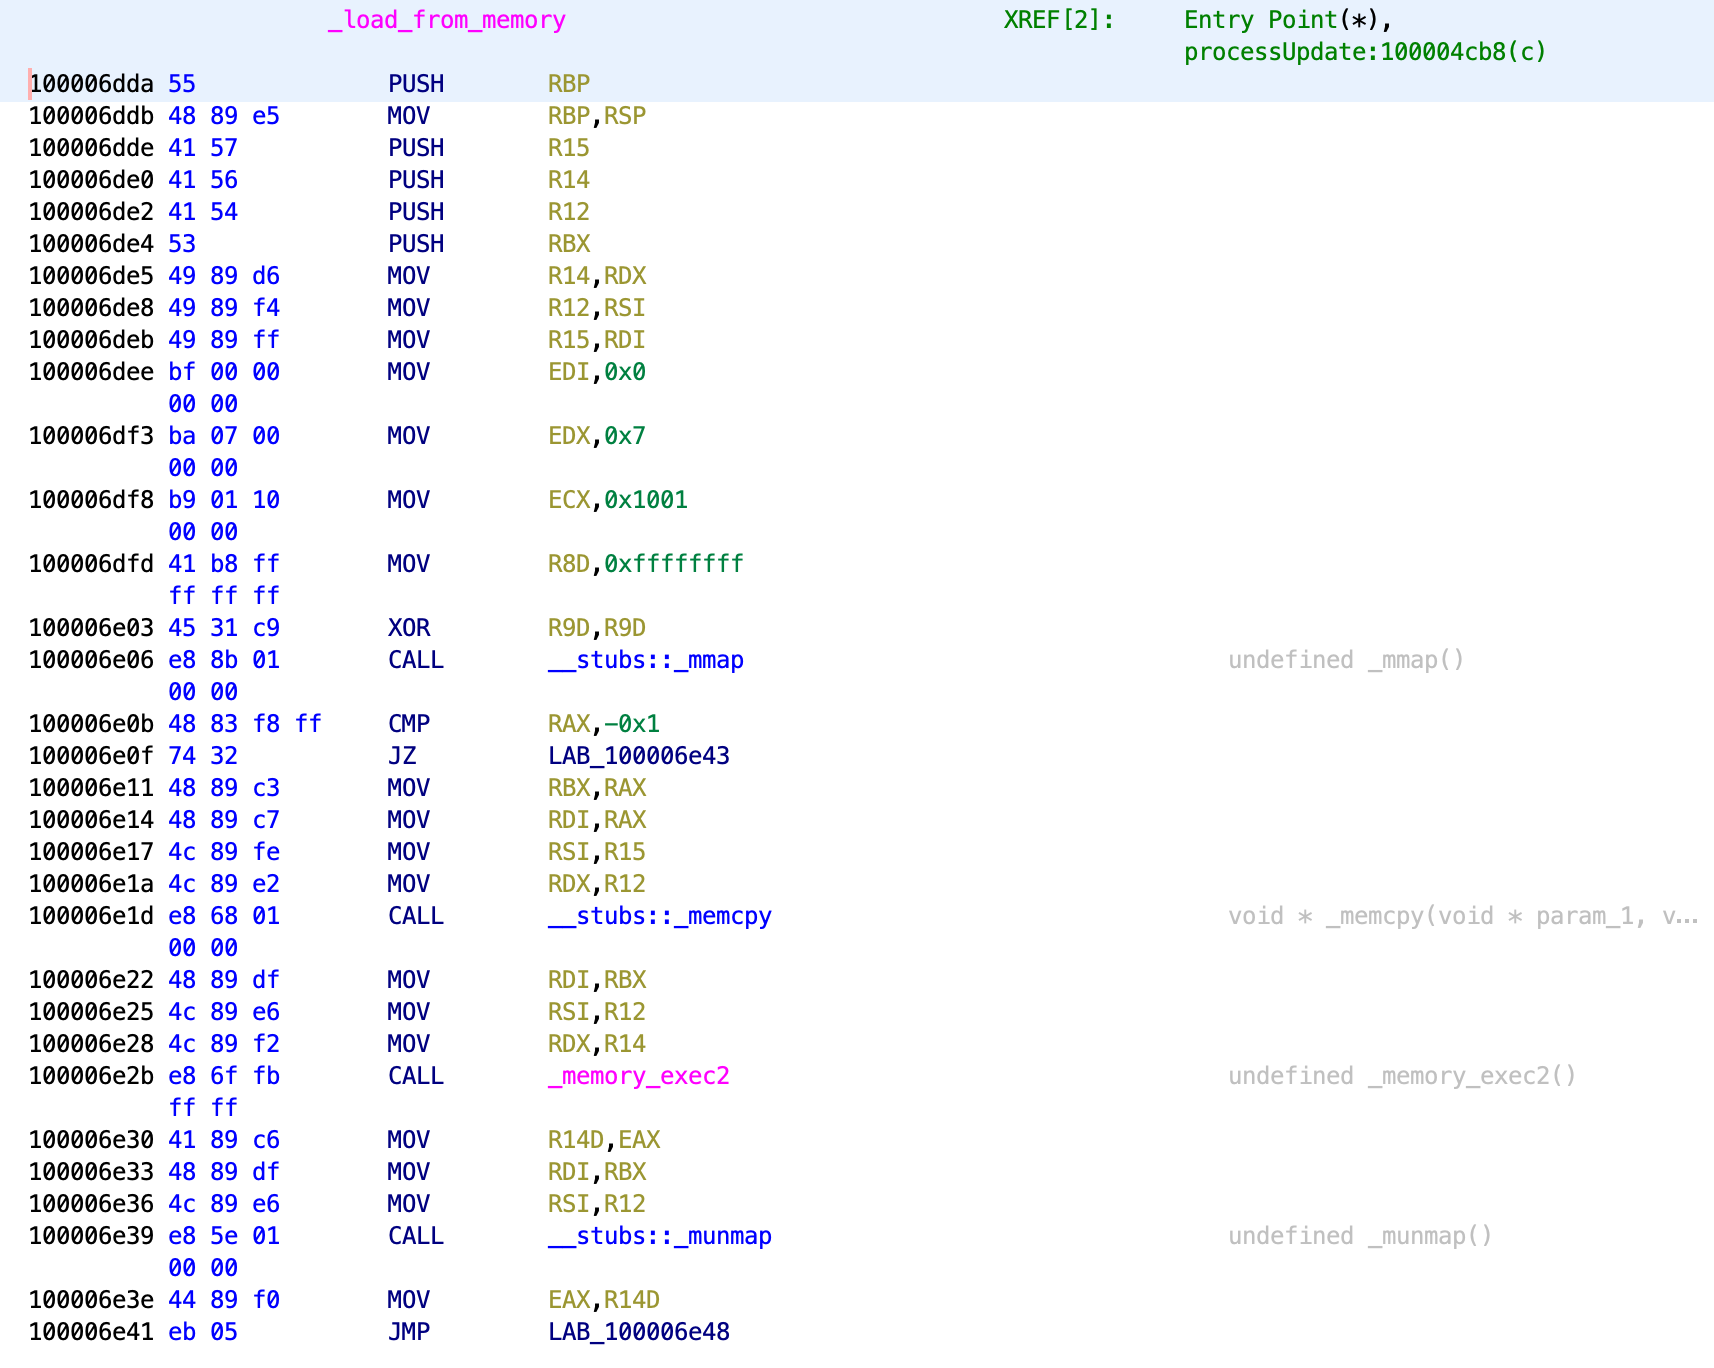 _load_from_memory XREF[2]: Entry Point(*),
processUpdate:100004cb8(c)
100006dda 55 PUSH RBP
100006ddb 48 89 e5 MOV RBP,RSP
100006dde 41 57 PUSH R15
100006de0 41 56 PUSH R14
100006de2 41 54 PUSH R12
100006de4 53 PUSH RBX
100006de5 49 89 d6 MOV R14,RDX
100006de8 49 89 f4 MOV R12,RSI
100006deb 49 89 ff MOV R15,RDI
100006dee bf 00 00 MOV EDI,0x0
00 00
100006df3 ba 07 00 MOV EDX,0x7
00 00
100006df8 b9 01 10 MOV ECX,0x1001
00 00
100006dfd 41 b8 ff MOV R8D,0xffffffff
ff ff ff
100006e03 45 31 c9 XOR R9D,R9D
100006e06 e8 8b 01 CALL __stubs::_mmap undefined _mmap()
00 00
100006e0b 48 83 f8 ff CMP RAX,-0x1
100006e0f 74 32 JZ LAB_100006e43
100006e11 48 89 c3 MOV RBX,RAX
100006e14 48 89 c7 MOV RDI,RAX
100006e17 4c 89 fe MOV RSI,R15
100006e1a 4c 89 e2 MOV RDX,R12
100006e1d e8 68 01 CALL __stubs::_memcpy void * _memcpy(void * param_1, v...
00 00
100006e22 48 89 df MOV RDI,RBX
100006e25 4c 89 e6 MOV RSI,R12
100006e28 4c 89 f2 MOV RDX,R14
100006e2b e8 6f fb CALL _memory_exec2 undefined _memory_exec2()
ff ff
100006e30 41 89 c6 MOV R14D,EAX
100006e33 48 89 df MOV RDI,RBX
100006e36 4c 89 e6 MOV RSI,R12
100006e39 e8 5e 01 CALL __stubs::_munmap undefined _munmap()
00 00
100006e3e 44 89 f0 MOV EAX,R14D
100006e41 eb 05 JMP LAB_100006e48